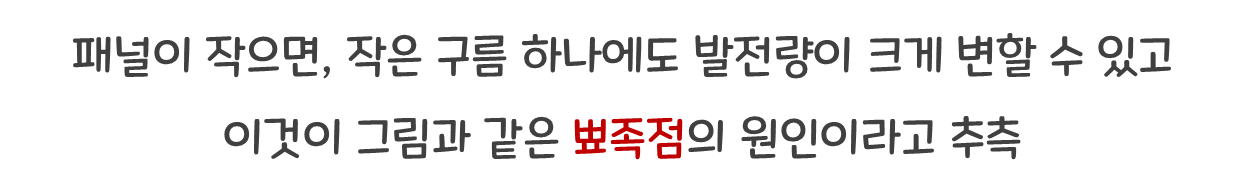 패널이 작으면, 작은 구름 하나에도 발전량이 크게 변할 수 있고
이것이 그림과 같은 뾰족점의 원인이라고 추측